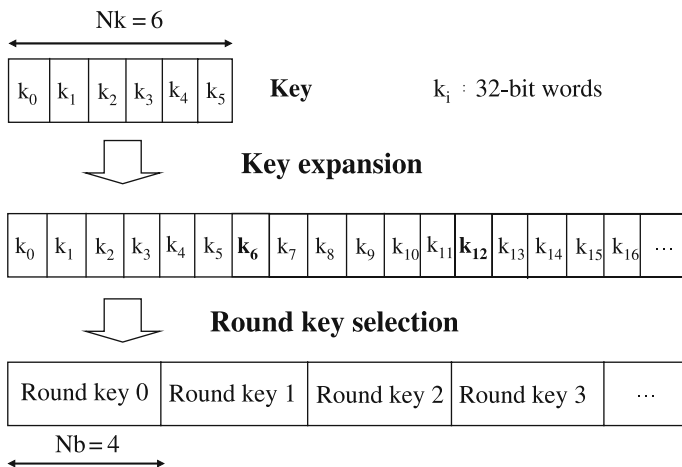 Nk = 6
k₀ k₁ k₂ k₃ k₄ k₅ Key kᵢ : 32-bit words
Key expansion
k₀ k₁ k₂ k₃ k₄ k₅ k₆ k₇ k₈ k₉ k₁₀ k₁₁ k₁₂ k₁₃ k₁₄ k₁₅ k₁₆ ...
Round key selection
Round key 0 Round key 1 Round key 2 Round key 3 ...
Nb = 4